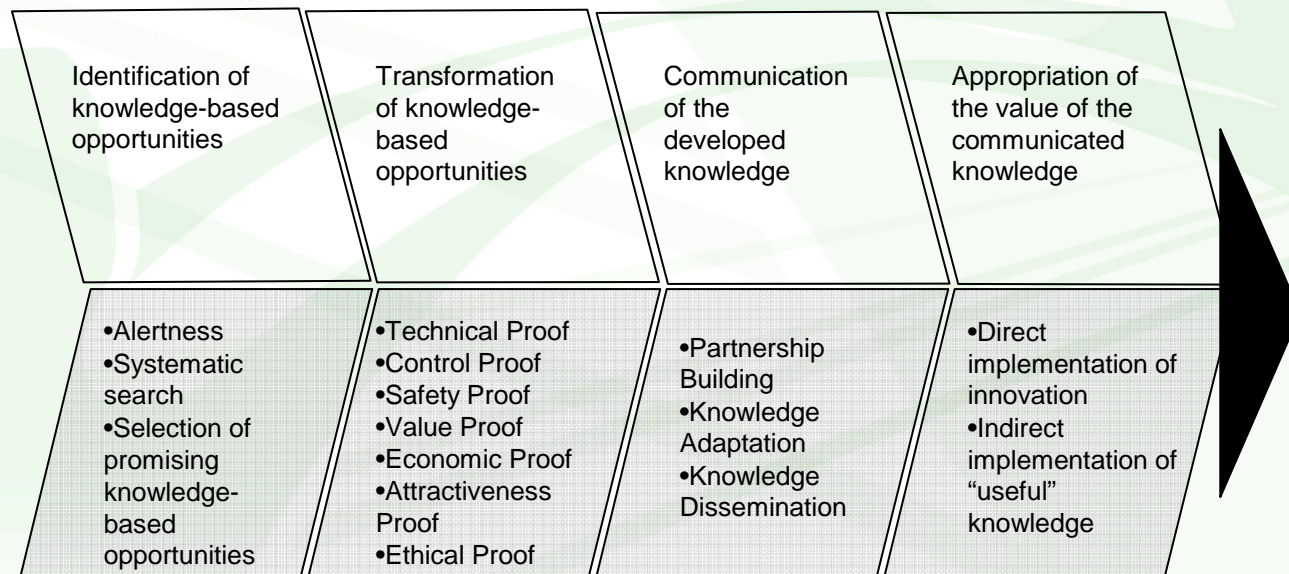 Identification of
knowledge-based
opportunities
Transformation
of knowledge-
based
opportunities
Communication
of the
developed
knowledge
Appropriation of
the value of the
communicated
knowledge
•Alertness
•Systematic
search
•Selection of
promising
knowledge-
based
opportunities
•Technical Proof
•Control Proof
•Safety Proof
•Value Proof
•Economic Proof
•Attractiveness
Proof
•Ethical Proof
•Partnership
Building
•Knowledge
Adaptation
•Knowledge
Dissemination
•Direct
implementation of
innovation
•Indirect
implementation of
“useful”
knowledge